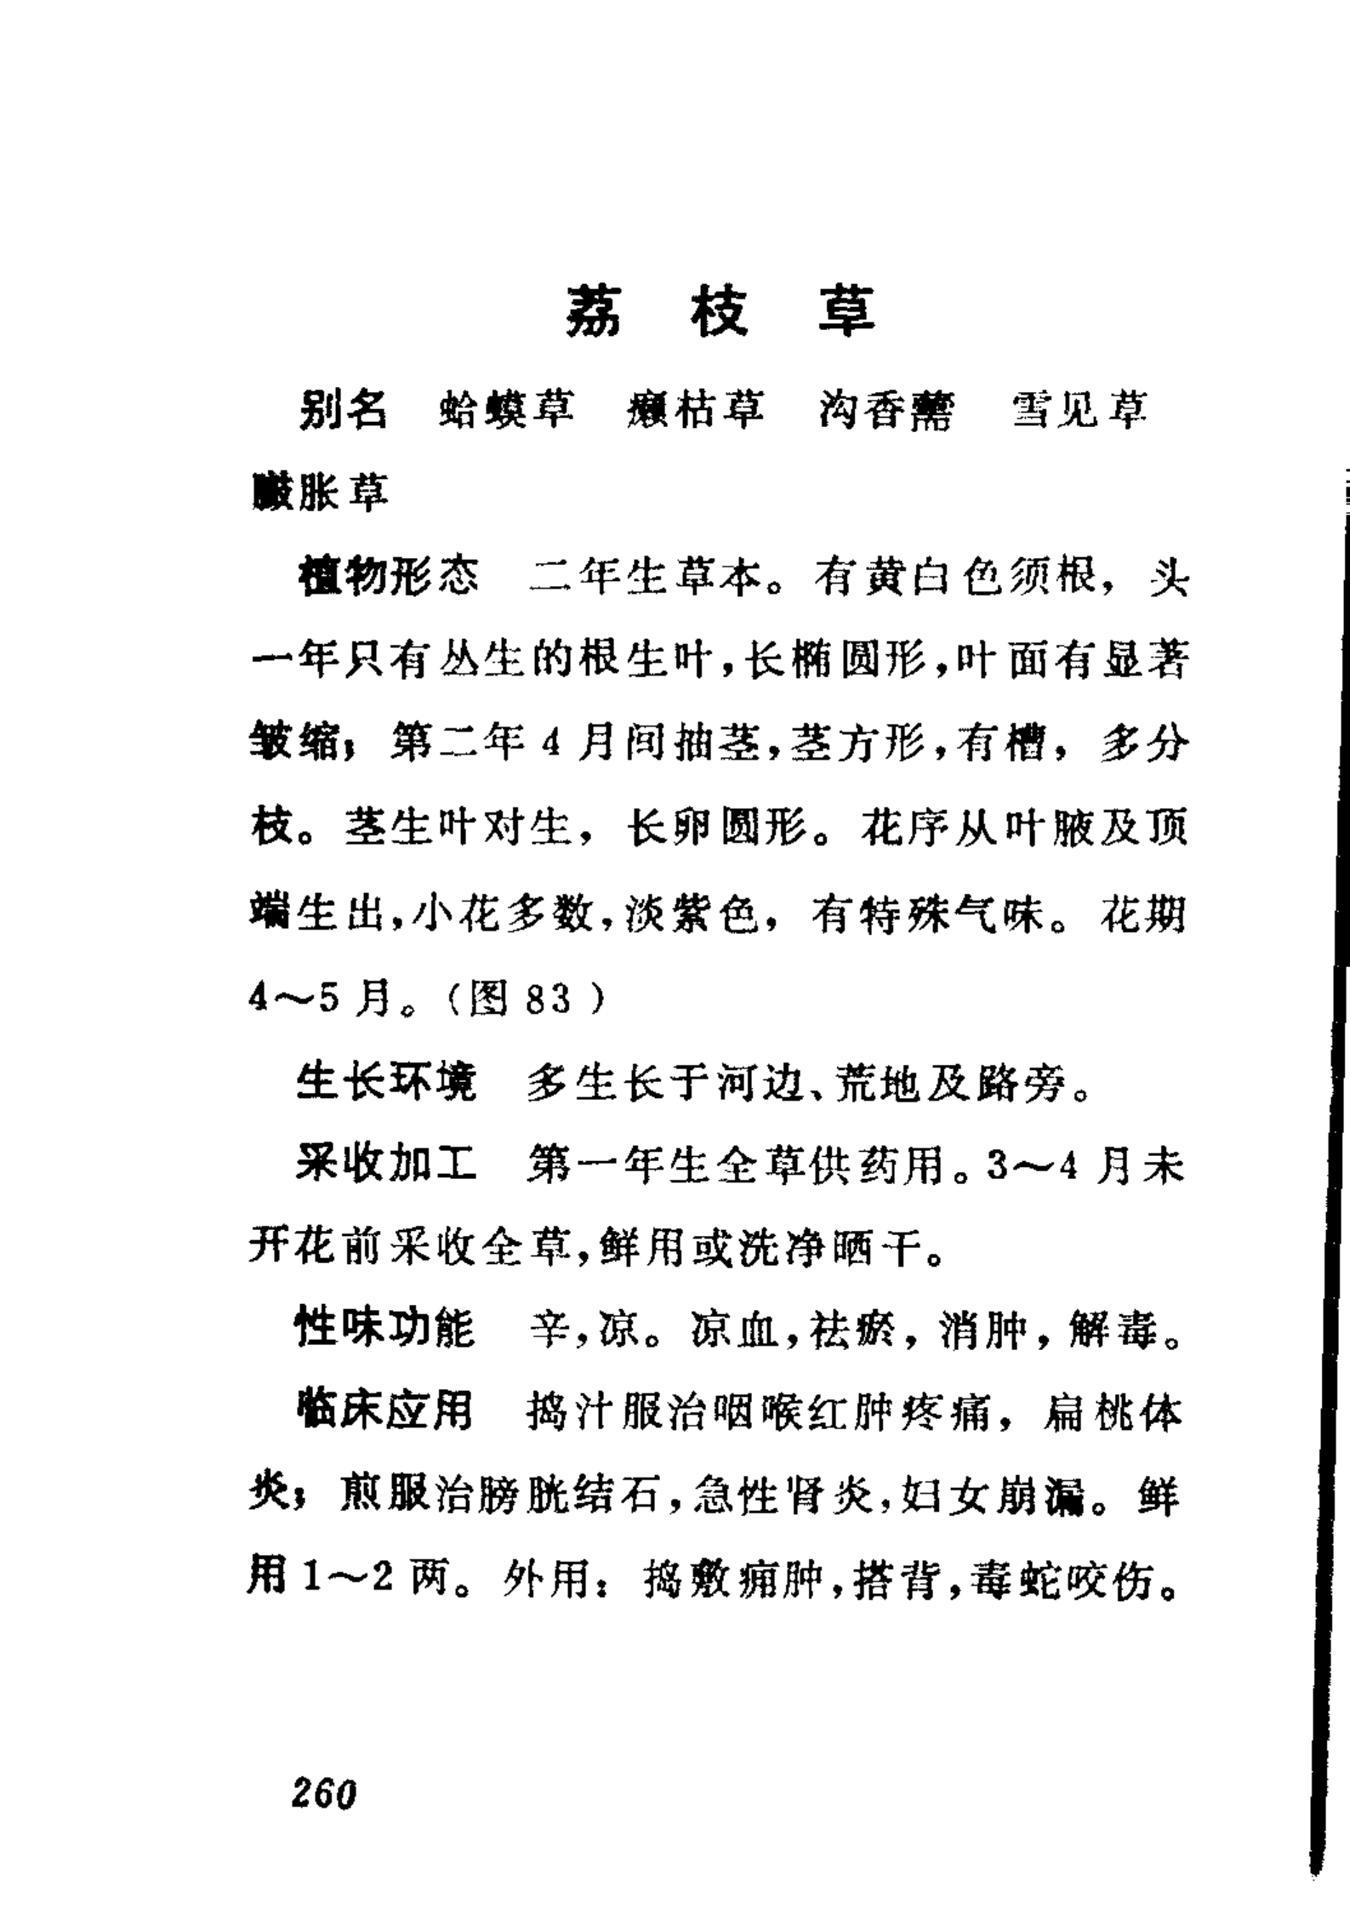 荔枝草
别名 蛤蟆草 癞枯草 沟香薷 雪见草
臌胀草
植物形态 二年生草本。有黄白色须根，头
一年只有丛生的根生叶，长椭圆形，叶面有显著
皱缩；第二年4月间抽茎，茎方形，有槽，多分
枝。茎生叶对生，长卵圆形。花序从叶腋及顶
端生出，小花多数，淡紫色，有特殊气味。花期
4～5月。（图83）
生长环境 多生长于河边、荒地及路旁。
采收加工 第一年生全草供药用。3～4月未
开花前采收全草，鲜用或洗净晒干。
性味功能 辛，凉。凉血，祛瘀，消肿，解毒。
临床应用 捣汁服治咽喉红肿疼痛，扁桃体
炎；煎服治膀胱结石，急性肾炎，妇女崩漏。鲜
用1～2两。外用：捣敷痈肿，搭背，毒蛇咬伤。
260